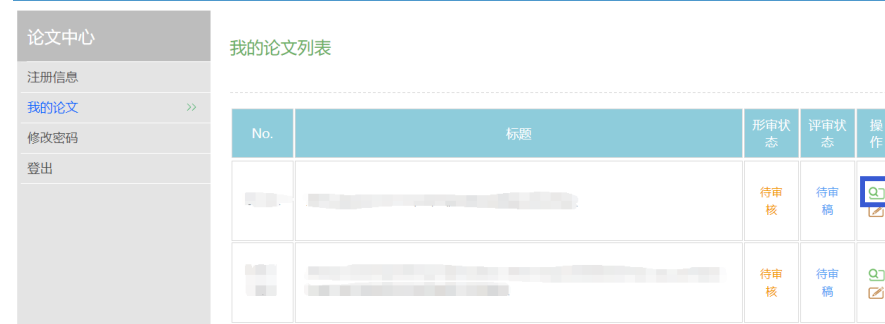 论文中心
注册信息
我的论文 >>
修改密码
登出
我的论文列表
No. 标题 形审状态 评审状态 操作
待审核 待审稿
待审核 待审稿